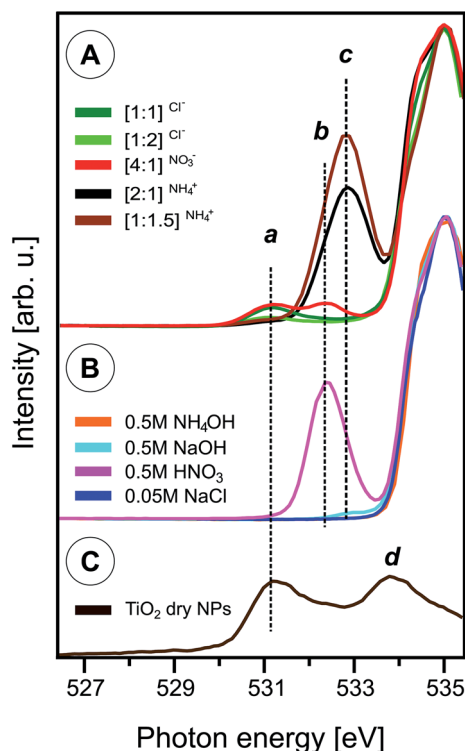 A
c
[1:1] Cl⁻
[1:2] Cl⁻
b
[4:1] NO₃⁻
[2:1] NH₄⁺
[1:1.5] NH₄⁺
a
Intensity [arb. u.]
B
0.5M NH₄OH
0.5M NaOH
0.5M HNO₃
0.05M NaCl
C
d
TiO₂ dry NPs
527 529 531 533 535
Photon energy [eV]